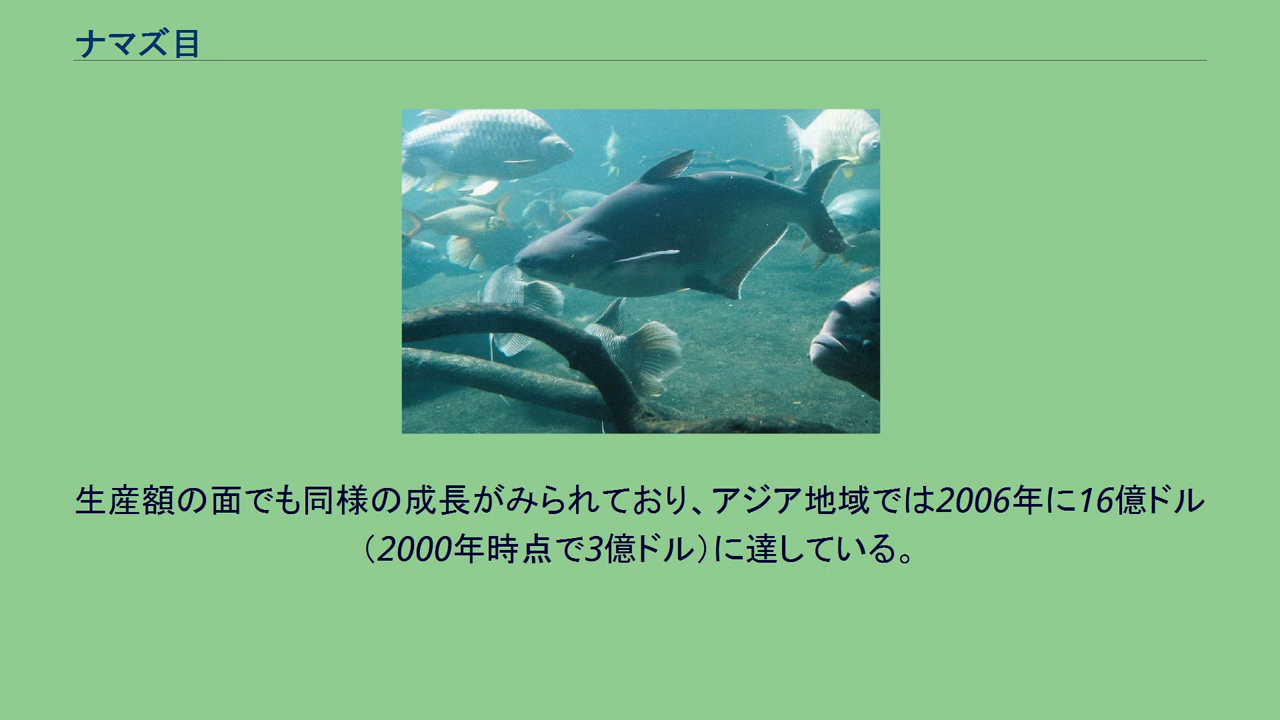 ナマズ目
生産額の面でも同様の成長がみられており、アジア地域では2006年に16億ドル
（2000年時点で3億ドル）に達している。